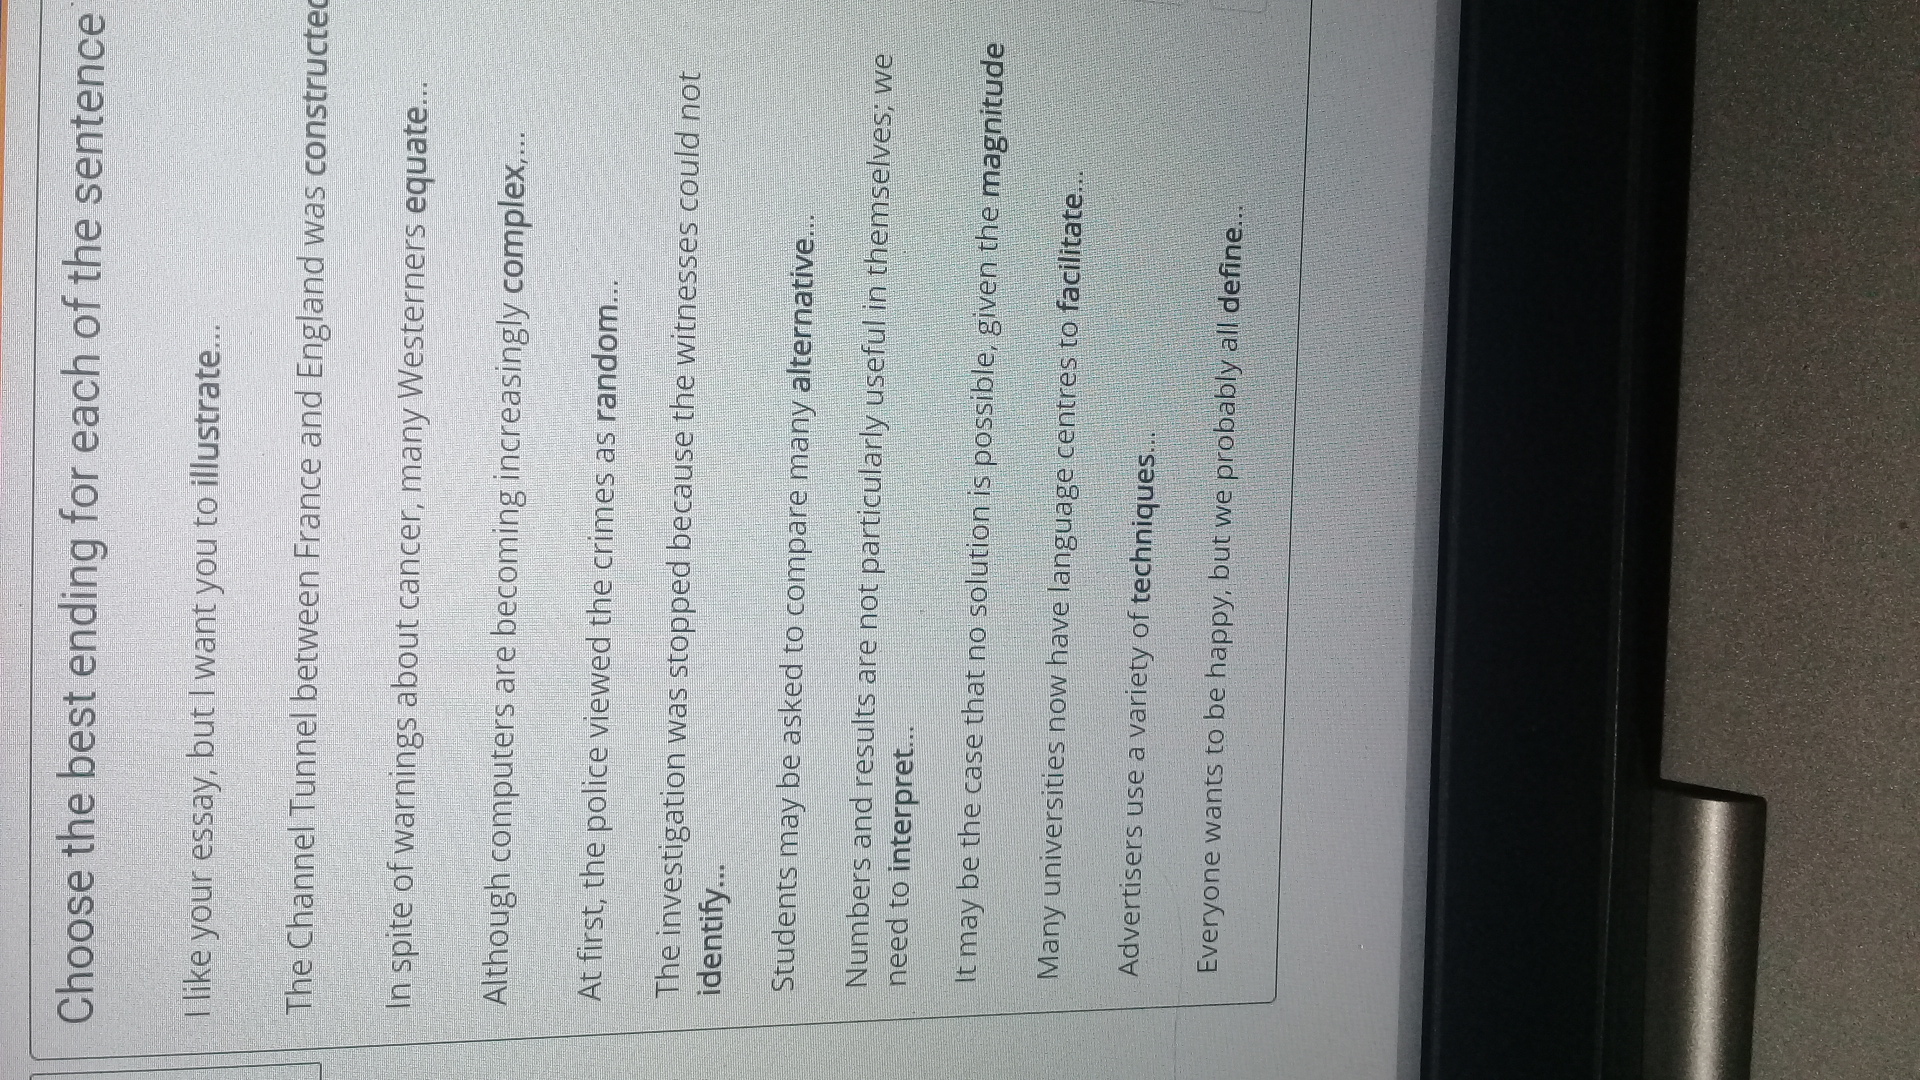 Choose the best ending for each of the sentence
I like your essay, but I want you to illustrate...
The Channel Tunnel between France and England was constructed
In spite of warnings about cancer, many Westerners equate...
Although computers are becoming increasingly complex,...
At first, the police viewed the crimes as random...
The investigation was stopped because the witnesses could not
identify...
Students may be asked to compare many alternative...
Numbers and results are not particularly useful in themselves; we
need to interpret...
It may be the case that no solution is possible, given the magnitude
Many universities now have language centres to facilitate...
Advertisers use a variety of techniques...
Everyone wants to be happy, but we probably all define...